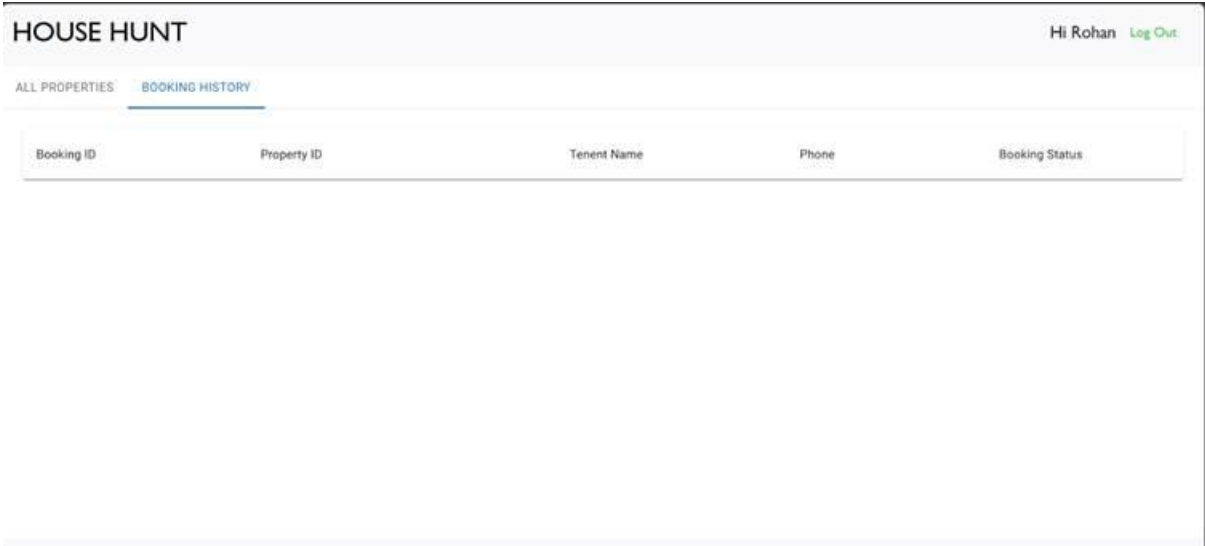 HOUSE HUNT Hi Rohan Log Out
ALL PROPERTIES BOOKING HISTORY
Booking ID Property ID Tenent Name Phone Booking Status